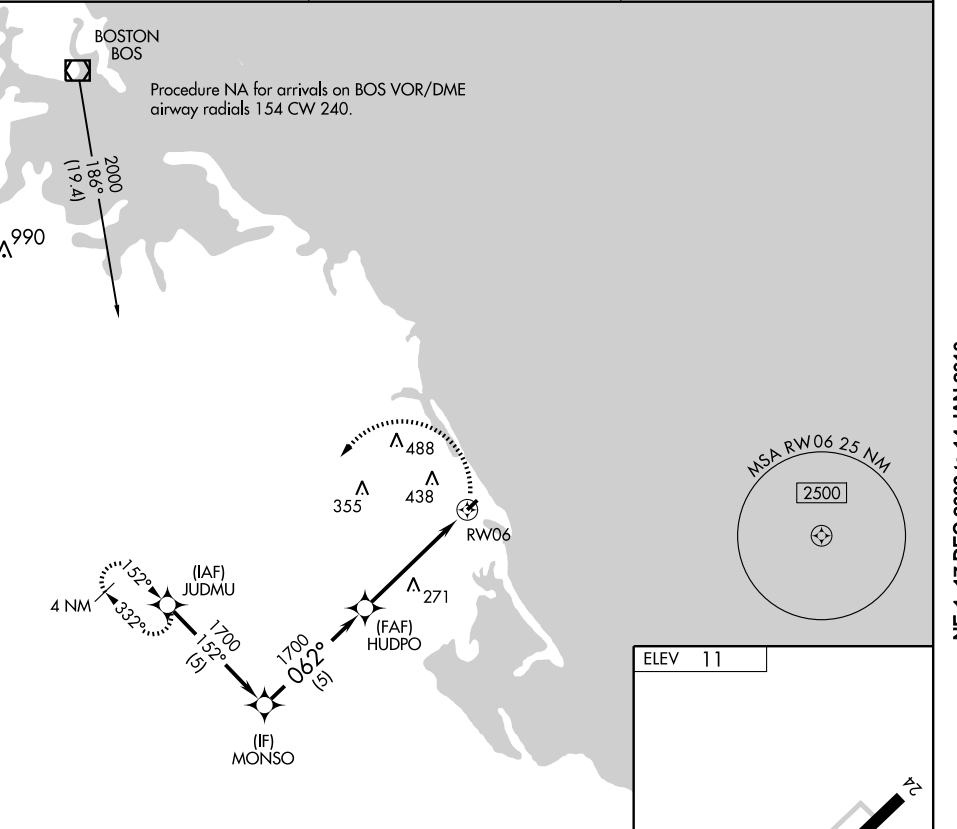 BOSTON
BOS
Procedure NA for arrivals on BOS VOR/DME
airway radials 154 CW 240.
2000
186°
(19.4)
990
488
355
438
RW06
MSA RW06 25 NM
2500
152°
(IAF)
JUDMU
4 NM
332°
271
(FAF)
HUDPO
1700
152°
(5)
1700
062°
(5)
(IF)
MONSO
ELEV 11
24